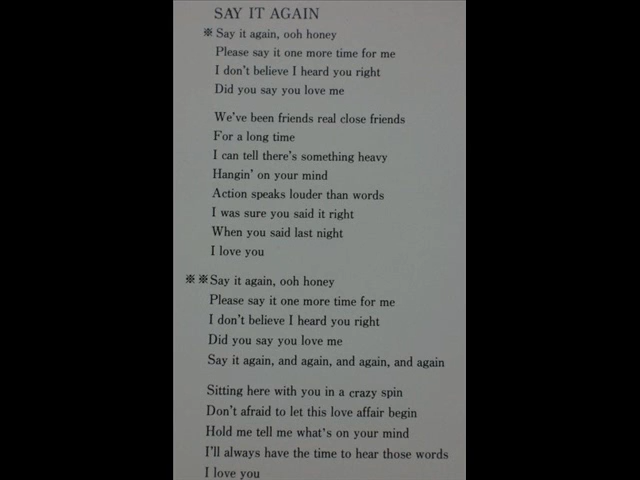 SAY IT AGAIN
※ Say it again, ooh honey
Please say it one more time for me
I don't believe I heard you right
Did you say you love me
We've been friends real close friends
For a long time
I can tell there's something heavy
Hangin' on your mind
Action speaks louder than words
I was sure you said it right
When you said last night
I love you
※※Say it again, ooh honey
Please say it one more time for me
I don't believe I heard you right
Did you say you love me
Say it again, and again, and again, and again
Sitting here with you in a crazy spin
Don't afraid to let this love affair begin
Hold me tell me what's on your mind
I'll always have the time to hear those words
I love you